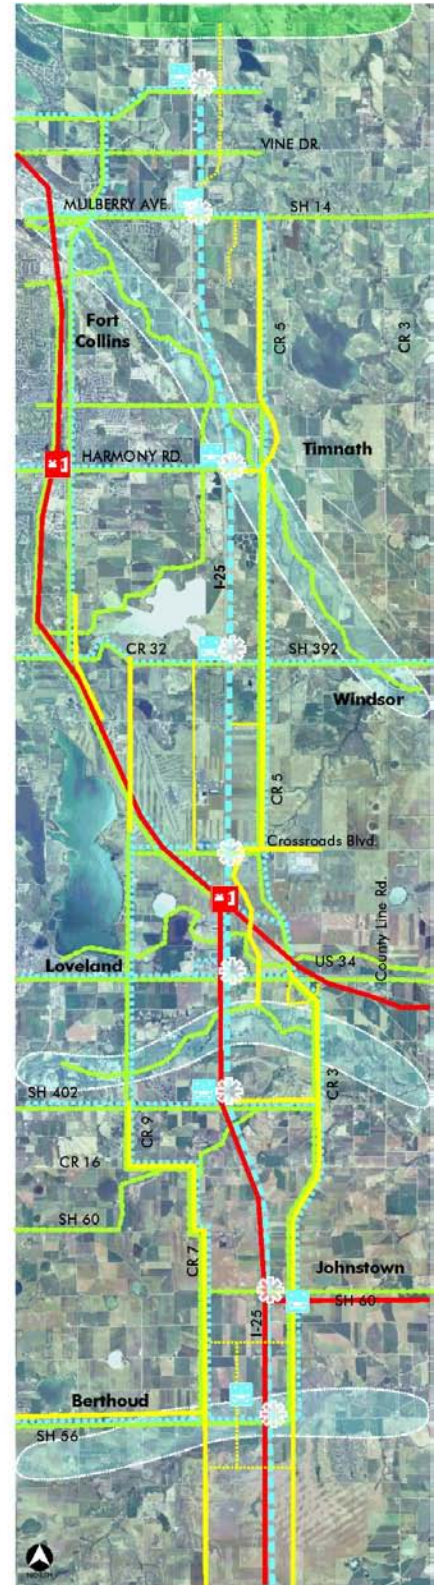 VINE DR.
MULBERRY AVE.
SH 14
Fort
Collins
CR 5
CR 3
Timnath
HARMONY RD.
I-25
CR 32
SH 392
Windsor
CR 5
Crossroads Blvd.
County Line Rd.
US 34
Loveland
CR 3
SH 402
CR 9
CR 16
SH 60
CR 7
Johnstown
SH 60
I-25
Berthoud
SH 56
NORTH